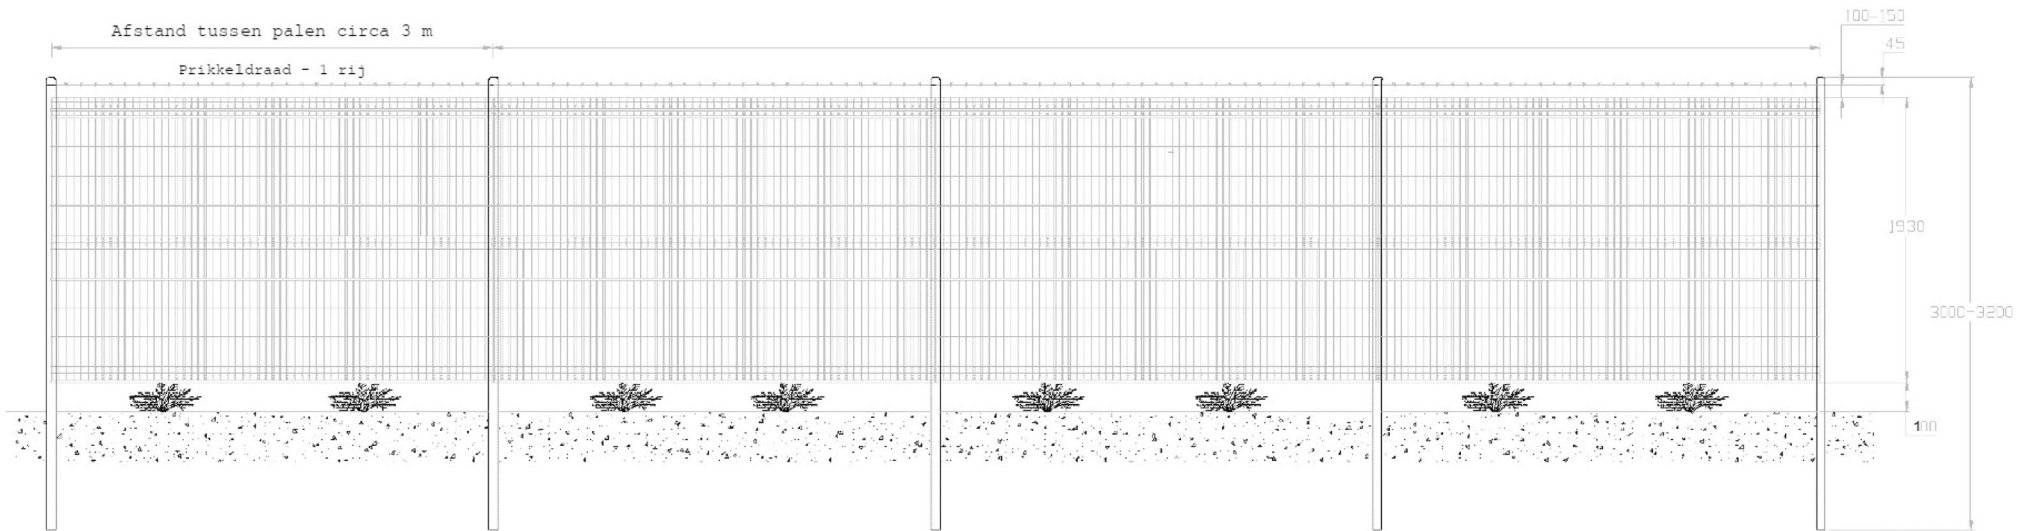 100-150
Afstand tussen palen circa 3 m
45
Prikkeldraad - 1 rij
1930
3000-3200
100